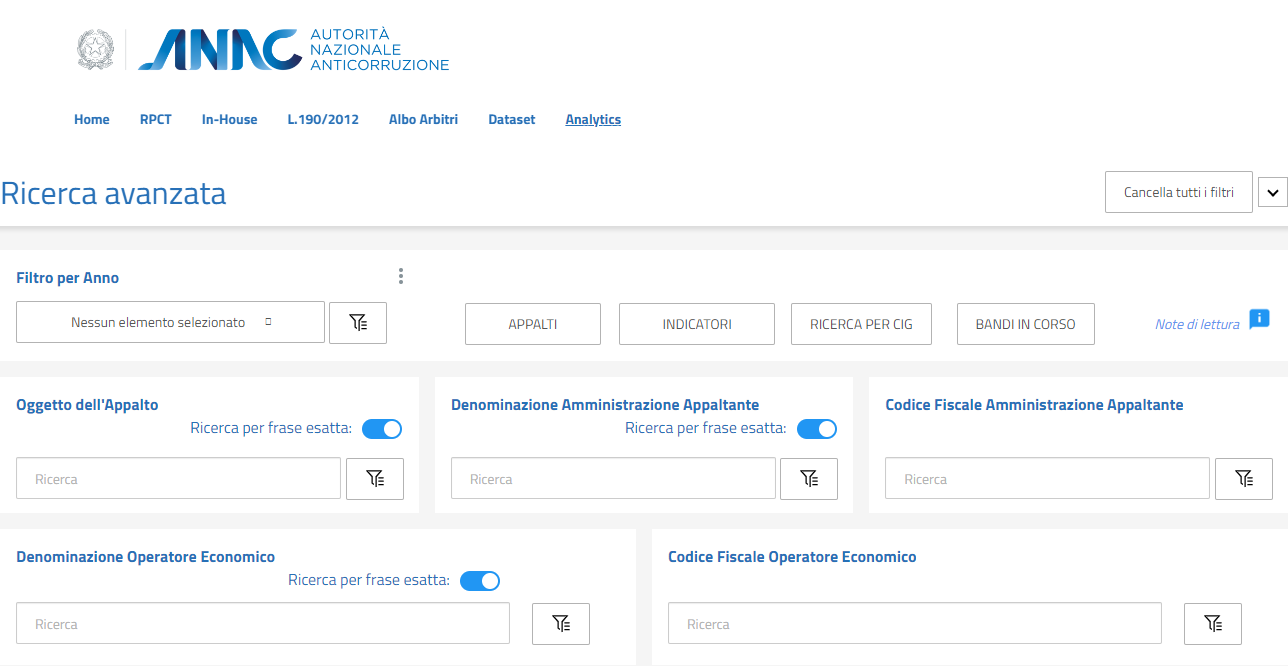 ANAC
AUTORITÀ
NAZIONALE
ANTICORRUZIONE
Home RPCT In-House L.190/2012 Albo Arbitri Dataset Analytics
Ricerca avanzata
Cancella tutti i filtri
Filtro per Anno
Nessun elemento selezionato
APPALTI INDICATORI RICERCA PER CIG BANDI IN CORSO Note di lettura
Oggetto dell'Appalto
Ricerca per frase esatta:
Ricerca
Denominazione Amministrazione Appaltante
Ricerca per frase esatta:
Ricerca
Codice Fiscale Amministrazione Appaltante
Ricerca
Denominazione Operatore Economico
Ricerca per frase esatta:
Ricerca
Codice Fiscale Operatore Economico
Ricerca